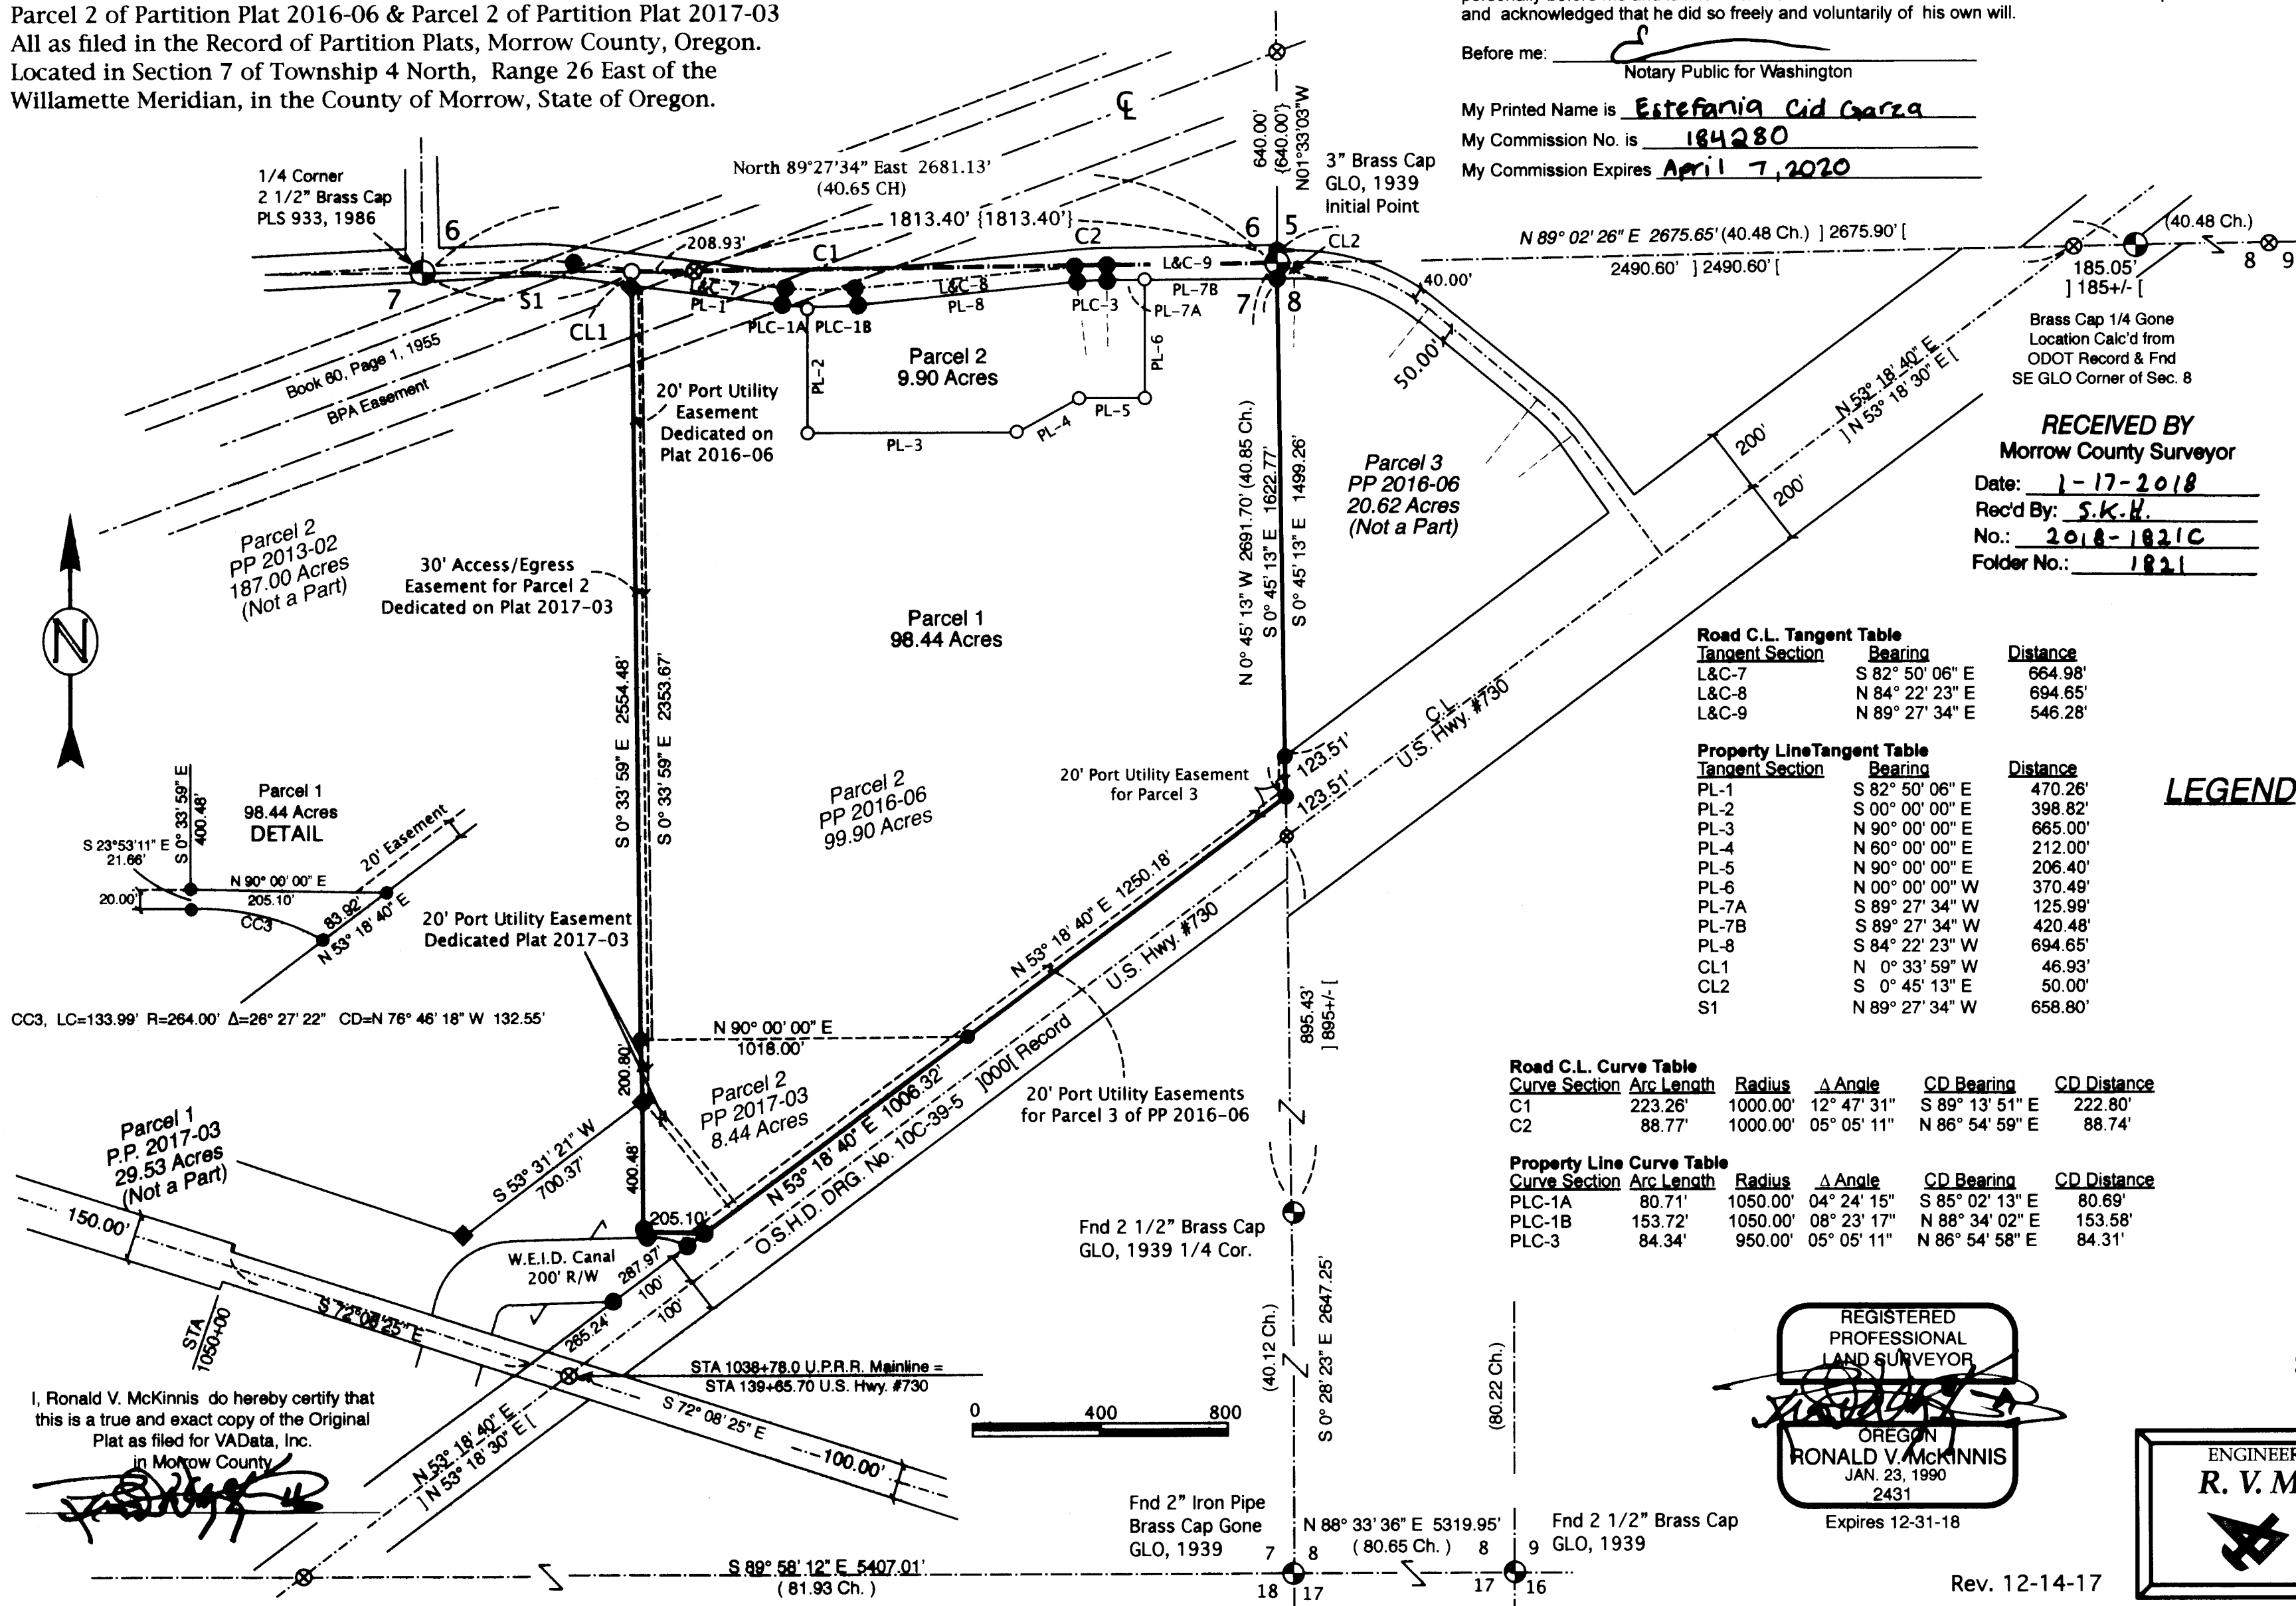 Parcel 2 of Partition Plat 2016-06 & Parcel 2 of Partition Plat 2017-03
All as filed in the Record of Partition Plats, Morrow County, Oregon.
Located in Section 7 of Township 4 North, Range 26 East of the
Willamette Meridian, in the County of Morrow, State of Oregon.
and acknowledged that he did so freely and voluntarily of his own will.
Before me:
Notary Public for Washington
My Printed Name is Estefania Cid Garza
My Commission No. is 184280
My Commission Expires April 7, 2020
1/4 Corner
2 1/2" Brass Cap
PLS 933, 1986
6
7
S1
CL1
North 89°27'34" East 2681.13'
(40.65 CH)
1813.40' {1813.40'}
208.93'
C1
C2
℄
640.00'
{640.00'}
N01°33'03"W
3" Brass Cap
GLO, 1939
Initial Point
6 5
7 8
CL2
L&C-7
PL-1
L&C-8
PL-8
L&C-9
PLC-1A
PLC-1B
PLC-3
PL-7A
PL-7B
PL-2
PL-3
PL-4
PL-5
PL-6
Parcel 2
9.90 Acres
N 89° 02' 26" E 2675.65' (40.48 Ch.) ] 2675.90' [
2490.60' ] 2490.60' [
(40.48 Ch.)
185.05'
] 185+/- [
8 9
Brass Cap 1/4 Gone
Location Calc'd from
ODOT Record & Fnd
SE GLO Corner of Sec. 8
40.00'
50.00'
N 53° 18' 40" E
] N 53° 18' 30" E [
200'
200'
RECEIVED BY
Morrow County Surveyor
Date: 1-17-2018
Rec'd By: S.K.H.
No.: 2018-1821C
Folder No.: 1821
Book 60, Page 1, 1955
BPA Easement
20' Port Utility
Easement
Dedicated on
Plat 2016-06
Parcel 2
PP 2013-02
187.00 Acres
(Not a Part)
30' Access/Egress
Easement for Parcel 2
Dedicated on Plat 2017-03
Parcel 1
98.44 Acres
N 0° 45' 13" W 2691.70' (40.85 Ch.)
S 0° 45' 13" E 1622.77'
S 0° 45' 13" E 1499.26'
Parcel 3
PP 2016-06
20.62 Acres
(Not a Part)
N
S 0° 33' 59" E 2554.48'
S 0° 33' 59" E 2353.67'
Parcel 2
PP 2016-06
99.90 Acres
20' Port Utility Easement
for Parcel 3
123.51'
123.51'
C.L.
U.S. Hwy. #730
Parcel 1
98.44 Acres
DETAIL
S 0° 33' 59" E
400.48'
S 23°53'11" E
21.66'
20.00'
N 90° 00' 00" E
205.10'
CC3
83.92'
N 53° 18' 40" E
20' Easement
CC3, LC=133.99' R=264.00' Δ=26° 27' 22" CD=N 76° 46' 18" W 132.55'
20' Port Utility Easement
Dedicated Plat 2017-03
N 53° 18' 40" E 1250.18'
U.S. Hwy. #730
N 90° 00' 00" E
1018.00'
200.80'
400.48'
Parcel 2
PP 2017-03
8.44 Acres
N 53° 18' 40" E 1006.32'
O.S.H.D. DRG. No. 10C-39-5 ]000[ Record
20' Port Utility Easements
for Parcel 3 of PP 2016-06
895.43'
] 895+/- [
Parcel 1
P.P. 2017-03
29.53 Acres
(Not a Part)
S 53° 31' 21" W
700.37'
205.10'
150.00'
W.E.I.D. Canal
200' R/W
287.97'
100'
100'
265.24'
S 72°08'25" E
STA
1050+00
STA 1038+78.0 U.P.R.R. Mainline =
STA 139+65.70 U.S. Hwy. #730
S 72° 08' 25" E
100.00'
N 53° 18' 40" E
] N 53° 18' 30" E [
0 400 800
Fnd 2 1/2" Brass Cap
GLO, 1939 1/4 Cor.
(40.12 Ch.)
S 0° 28' 23" E 2647.25'
(80.22 Ch.)
Fnd 2" Iron Pipe
Brass Cap Gone
GLO, 1939
7 8
18 17
N 88° 33' 36" E 5319.95'
( 80.65 Ch. )
8 9
17 16
Fnd 2 1/2" Brass Cap
GLO, 1939
S 89° 58' 12" E 5407.01'
( 81.93 Ch. )
I, Ronald V. McKinnis do hereby certify that
this is a true and exact copy of the Original
Plat as filed for VAData, Inc.
in Morrow County
Road C.L. Tangent Table
Tangent Section Bearing Distance
L&C-7 S 82° 50' 06" E 664.98'
L&C-8 N 84° 22' 23" E 694.65'
L&C-9 N 89° 27' 34" E 546.28'
Property LineTangent Table
Tangent Section Bearing Distance
PL-1 S 82° 50' 06" E 470.26'
PL-2 S 00° 00' 00" E 398.82'
PL-3 N 90° 00' 00" E 665.00'
PL-4 N 60° 00' 00" E 212.00'
PL-5 N 90° 00' 00" E 206.40'
PL-6 N 00° 00' 00" W 370.49'
PL-7A S 89° 27' 34" W 125.99'
PL-7B S 89° 27' 34" W 420.48'
PL-8 S 84° 22' 23" W 694.65'
CL1 N 0° 33' 59" W 46.93'
CL2 S 0° 45' 13" E 50.00'
S1 N 89° 27' 34" W 658.80'
LEGEND
Road C.L. Curve Table
Curve Section Arc Length Radius Δ Angle CD Bearing CD Distance
C1 223.26' 1000.00' 12° 47' 31" S 89° 13' 51" E 222.80'
C2 88.77' 1000.00' 05° 05' 11" N 86° 54' 59" E 88.74'
Property Line Curve Table
Curve Section Arc Length Radius Δ Angle CD Bearing CD Distance
PLC-1A 80.71' 1050.00' 04° 24' 15" S 85° 02' 13" E 80.69'
PLC-1B 153.72' 1050.00' 08° 23' 17" N 88° 34' 02" E 153.58'
PLC-3 84.34' 950.00' 05° 05' 11" N 86° 54' 58" E 84.31'
REGISTERED
PROFESSIONAL
LAND SURVEYOR
OREGON
RONALD V. McKINNIS
JAN. 23, 1990
2431
Expires 12-31-18
Rev. 12-14-17
ENGINEER
R. V. M